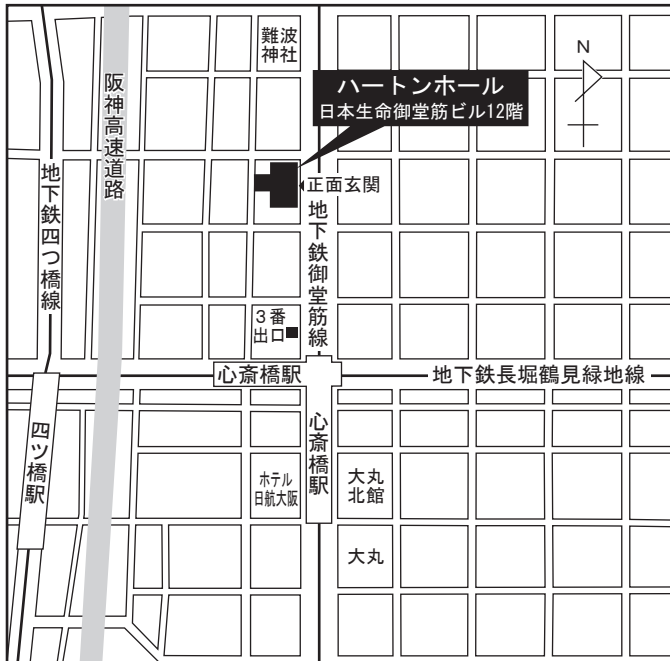 難波
神社
N
ハートンホール
日本生命御堂筋ビル12階
阪神高速道路
地下鉄四つ橋線
正面玄関
地下鉄御堂筋線
3番
出口
心斎橋駅
地下鉄長堀鶴見緑地線
四ツ橋駅
心斎橋駅
ホテル
日航大阪
大丸
北館
大丸